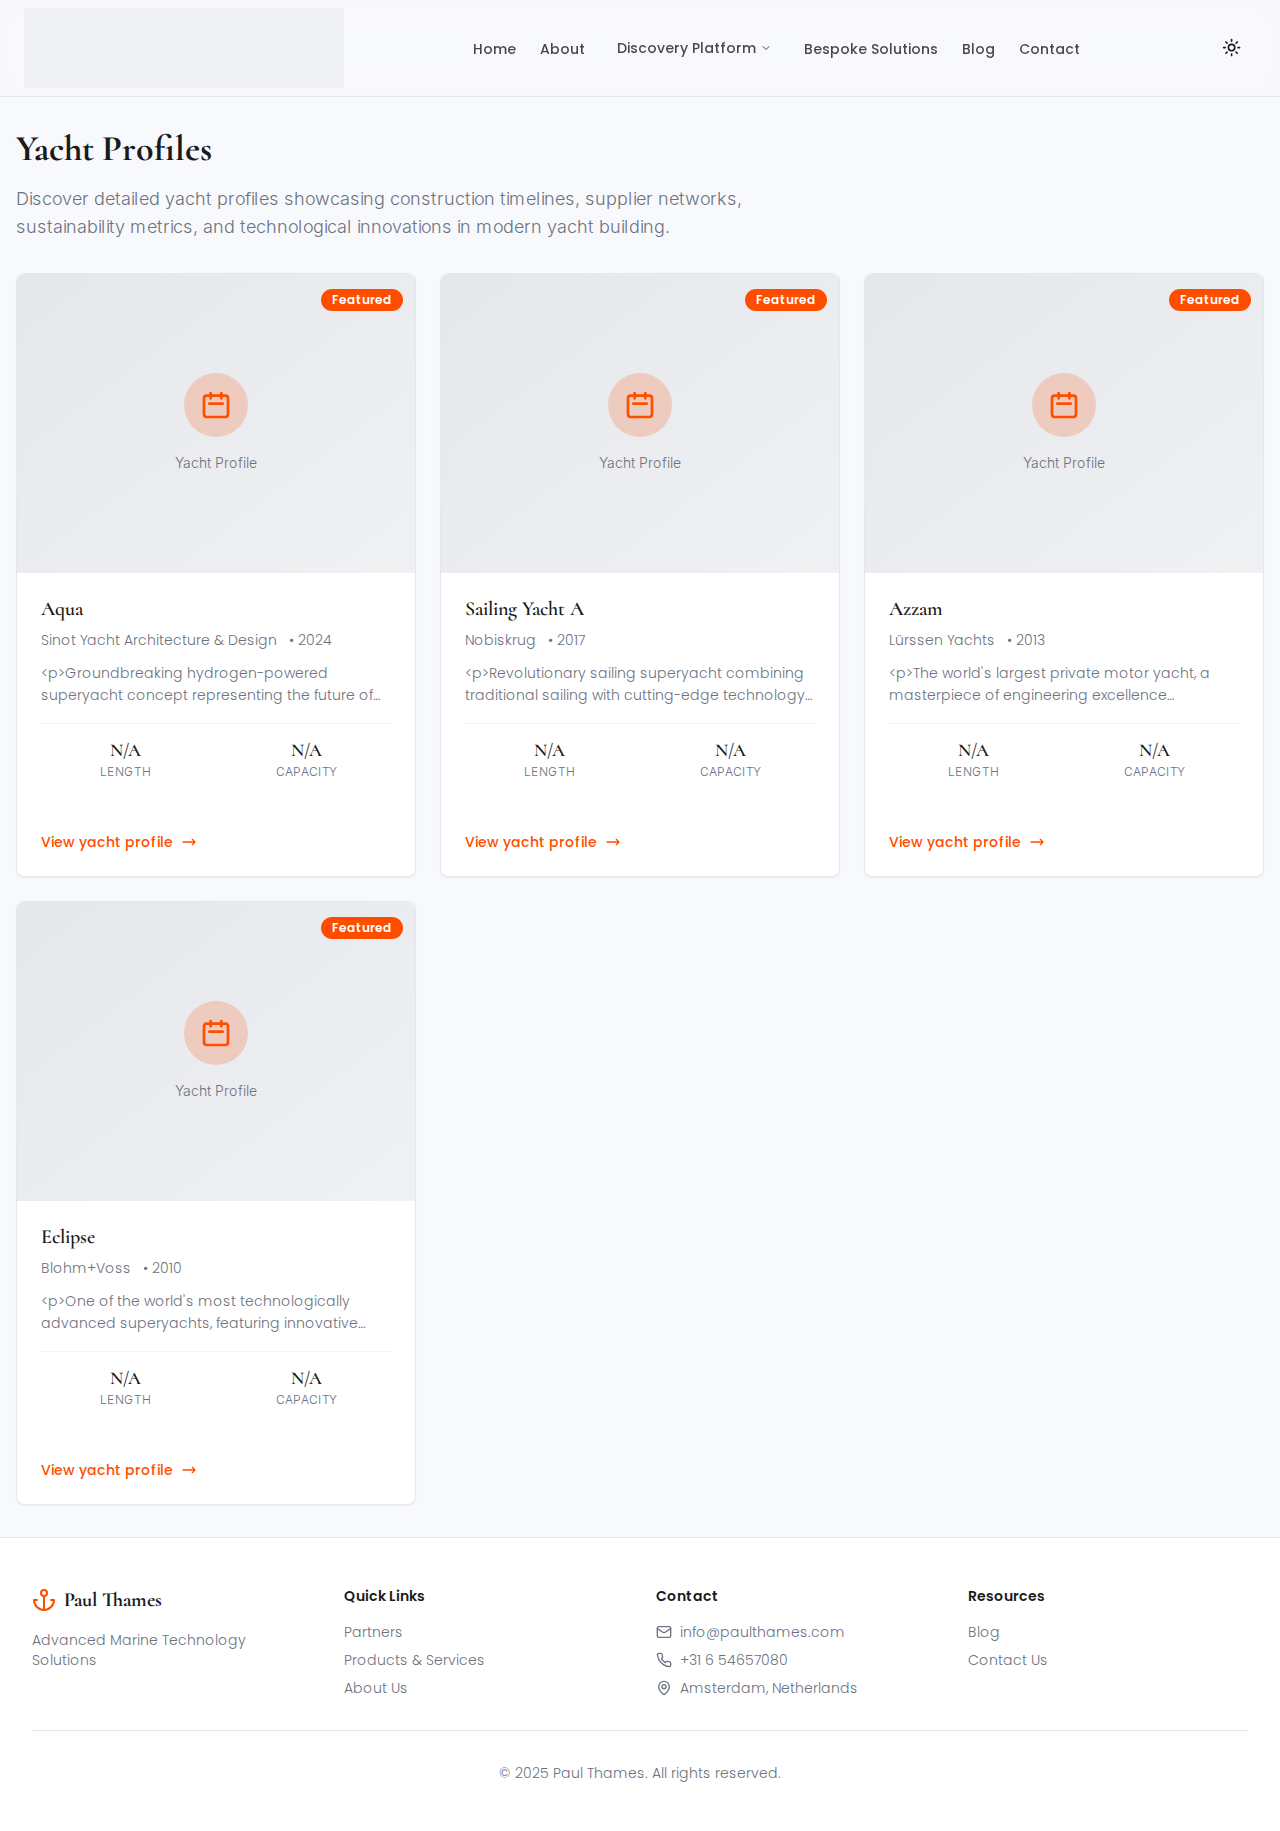 Home About Discovery Platform Bespoke Solutions Blog Contact
Yacht Profiles
Discover detailed yacht profiles showcasing construction timelines, supplier networks,
sustainability metrics, and technological innovations in modern yacht building.
Featured
Yacht Profile
Aqua
Sinot Yacht Architecture & Design • 2024
<p>Groundbreaking hydrogen-powered
superyacht concept representing the future of…
N/A N/A
LENGTH CAPACITY
View yacht profile →
Featured
Yacht Profile
Sailing Yacht A
Nobiskrug • 2017
<p>Revolutionary sailing superyacht combining
traditional sailing with cutting-edge technology…
N/A N/A
LENGTH CAPACITY
View yacht profile →
Featured
Yacht Profile
Azzam
Lürssen Yachts • 2013
<p>The world's largest private motor yacht, a
masterpiece of engineering excellence…
N/A N/A
LENGTH CAPACITY
View yacht profile →
Featured
Yacht Profile
Eclipse
Blohm+Voss • 2010
<p>One of the world's most technologically
advanced superyachts, featuring innovative…
N/A N/A
LENGTH CAPACITY
View yacht profile →
Paul Thames
Advanced Marine Technology
Solutions
Quick Links
Partners
Products & Services
About Us
Contact
info@paulthames.com
+31 6 54657080
Amsterdam, Netherlands
Resources
Blog
Contact Us
© 2025 Paul Thames. All rights reserved.